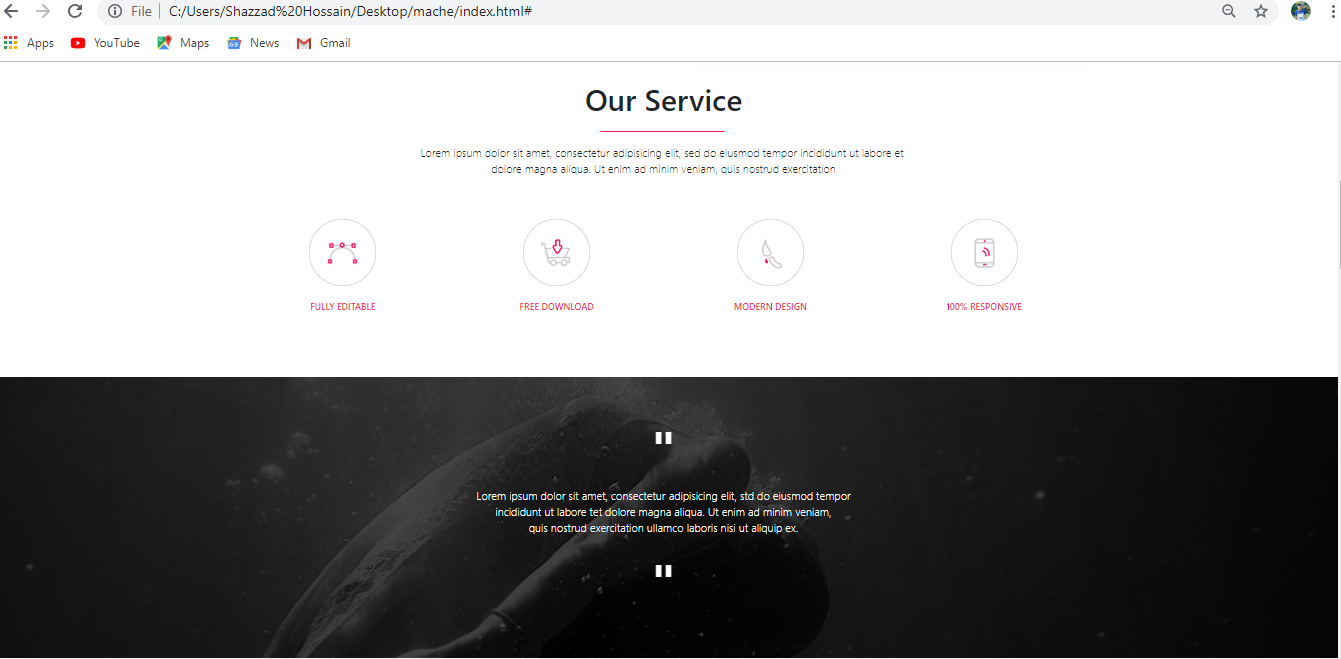 File
C:/Users/Shazzad%20Hossain/Desktop/mache/index.html#
Apps YouTube Maps News Gmail
Our Service
Lorem ipsum dolor sit amet, consectetur adipisicing elit, sed do eiusmod tempor incididunt ut labore et
dolore magna aliqua. Ut enim ad minim veniam, quis nostrud exercitation
FULLY EDITABLE FREE DOWNLOAD MODERN DESIGN 100% RESPONSIVE
"
Lorem ipsum dolor sit amet, consectetur adipisicing elit, std do eiusmod tempor
incididunt ut labore tet dolore magna aliqua. Ut enim ad minim veniam,
quis nostrud exercitation ullamco laboris nisi ut aliquip ex.
"